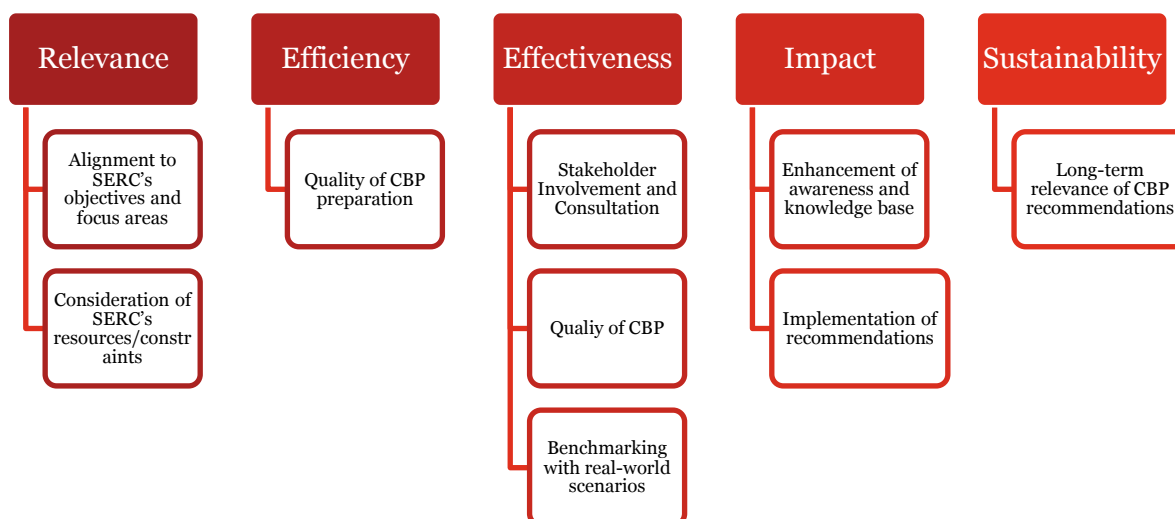 Relevance
Alignment to
SERC’s
objectives and
focus areas
Consideration of
SERC’s
resources/constr
aints
Efficiency
Quality of CBP
preparation
Effectiveness
Stakeholder
Involvement and
Consultation
Qualiy of CBP
Benchmarking
with real-world
scenarios
Impact
Enhancement of
awareness and
knowledge base
Implementation of
recommendations
Sustainability
Long-term
relevance of CBP
recommendations